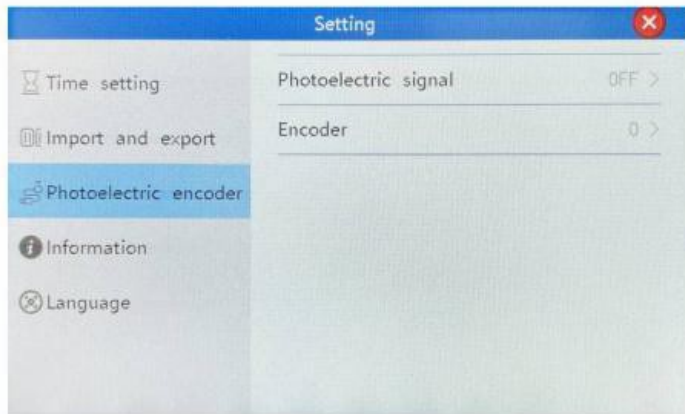 Setting
Time setting
Import and export
Photoelectric encoder
Information
Language
Photoelectric signal OFF >
Encoder 0 >